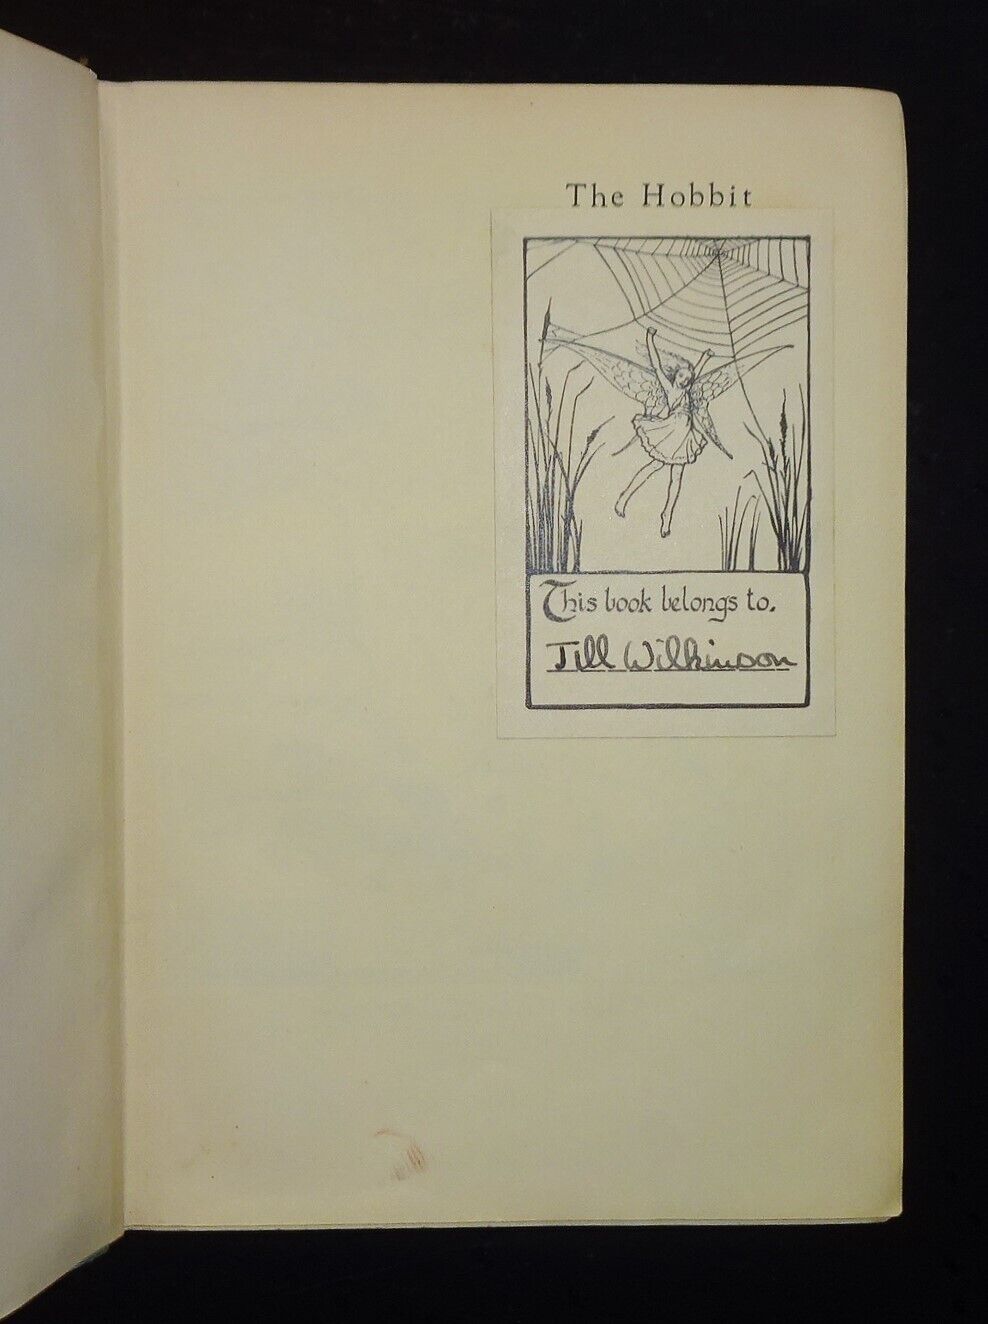 The Hobbit
This book belongs to.
Jill Wilkinson